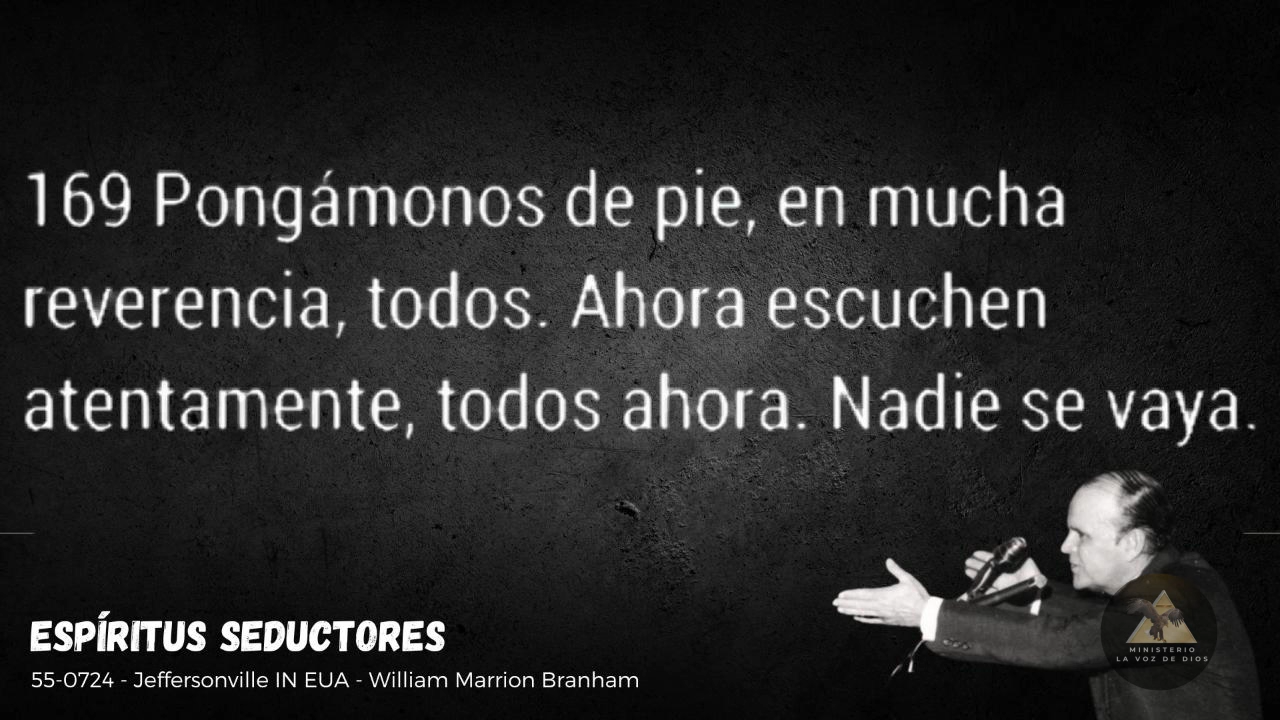 169 Pongámonos de pie, en mucha
reverencia, todos. Ahora escuchen
atentamente, todos ahora. Nadie se vaya.
ESPÍRITUS SEDUCTORES
55-0724 - Jeffersonville IN EUA - William Marrion Branham
MINISTERIO
LA VOZ DE DIOS